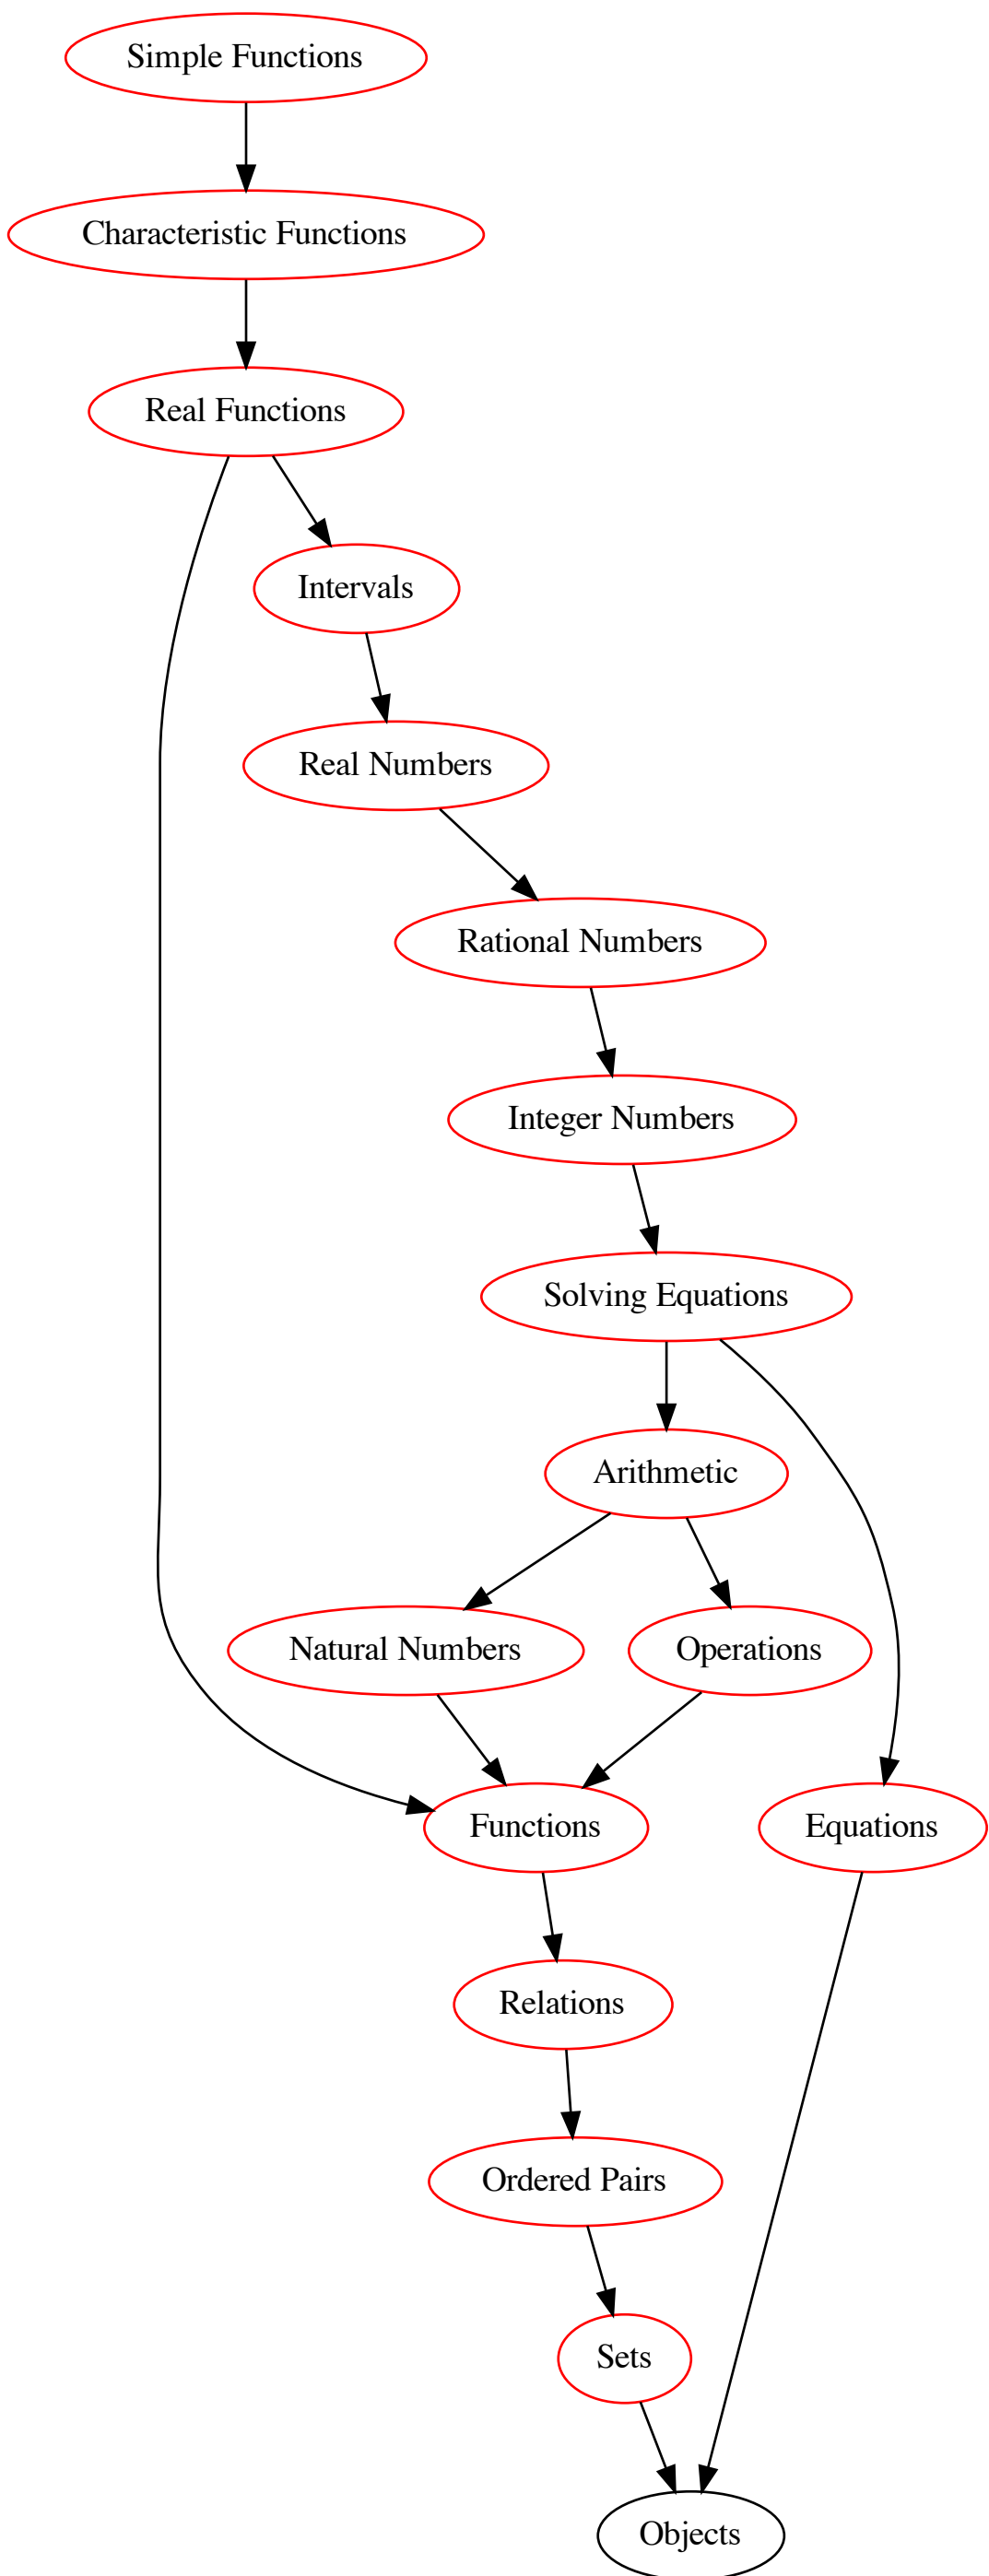 Simple Functions
Characteristic Functions
Real Functions
Intervals
Real Numbers
Rational Numbers
Integer Numbers
Solving Equations
Arithmetic
Natural Numbers
Operations
Functions
Equations
Relations
Ordered Pairs
Sets
Objects